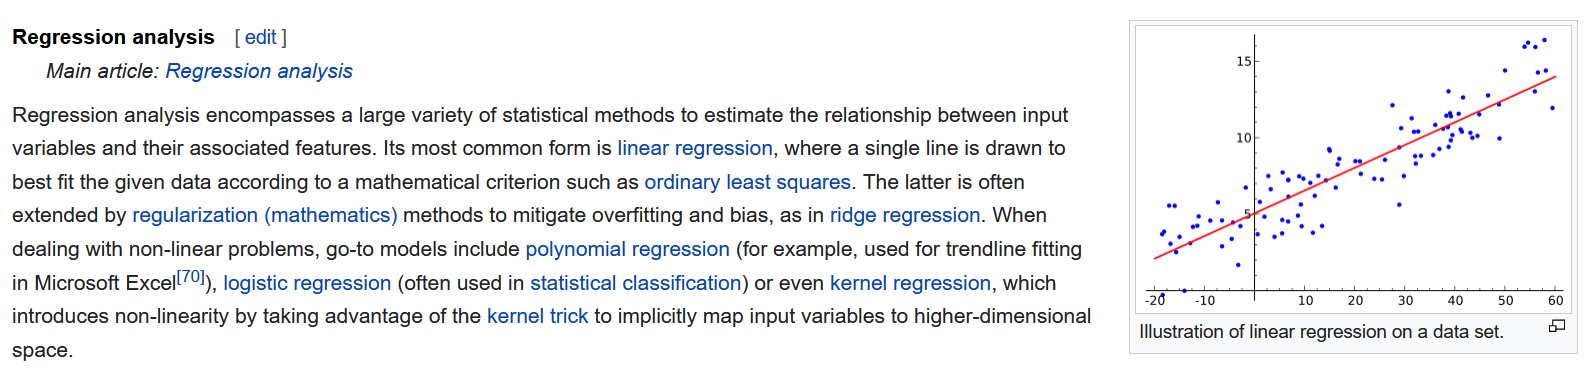 Regression analysis [ edit ]
Main article: Regression analysis
Regression analysis encompasses a large variety of statistical methods to estimate the relationship between input
variables and their associated features. Its most common form is linear regression, where a single line is drawn to
best fit the given data according to a mathematical criterion such as ordinary least squares. The latter is often
extended by regularization (mathematics) methods to mitigate overfitting and bias, as in ridge regression. When
dealing with non-linear problems, go-to models include polynomial regression (for example, used for trendline fitting
in Microsoft Excel[70]), logistic regression (often used in statistical classification) or even kernel regression, which
introduces non-linearity by taking advantage of the kernel trick to implicitly map input variables to higher-dimensional
space.
15
10
5
-20 -10 10 20 30 40 50 60
Illustration of linear regression on a data set.